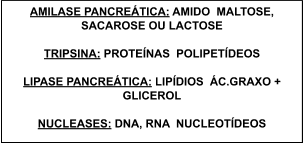 AMILASE PANCREÁTICA: AMIDO  MALTOSE,
SACAROSE OU LACTOSE
TRIPSINA: PROTEÍNAS  POLIPETÍDEOS
LIPASE PANCREÁTICA: LIPÍDIOS  ÁC.GRAXO +
GLICEROL
NUCLEASES: DNA, RNA  NUCLEOTÍDEOS